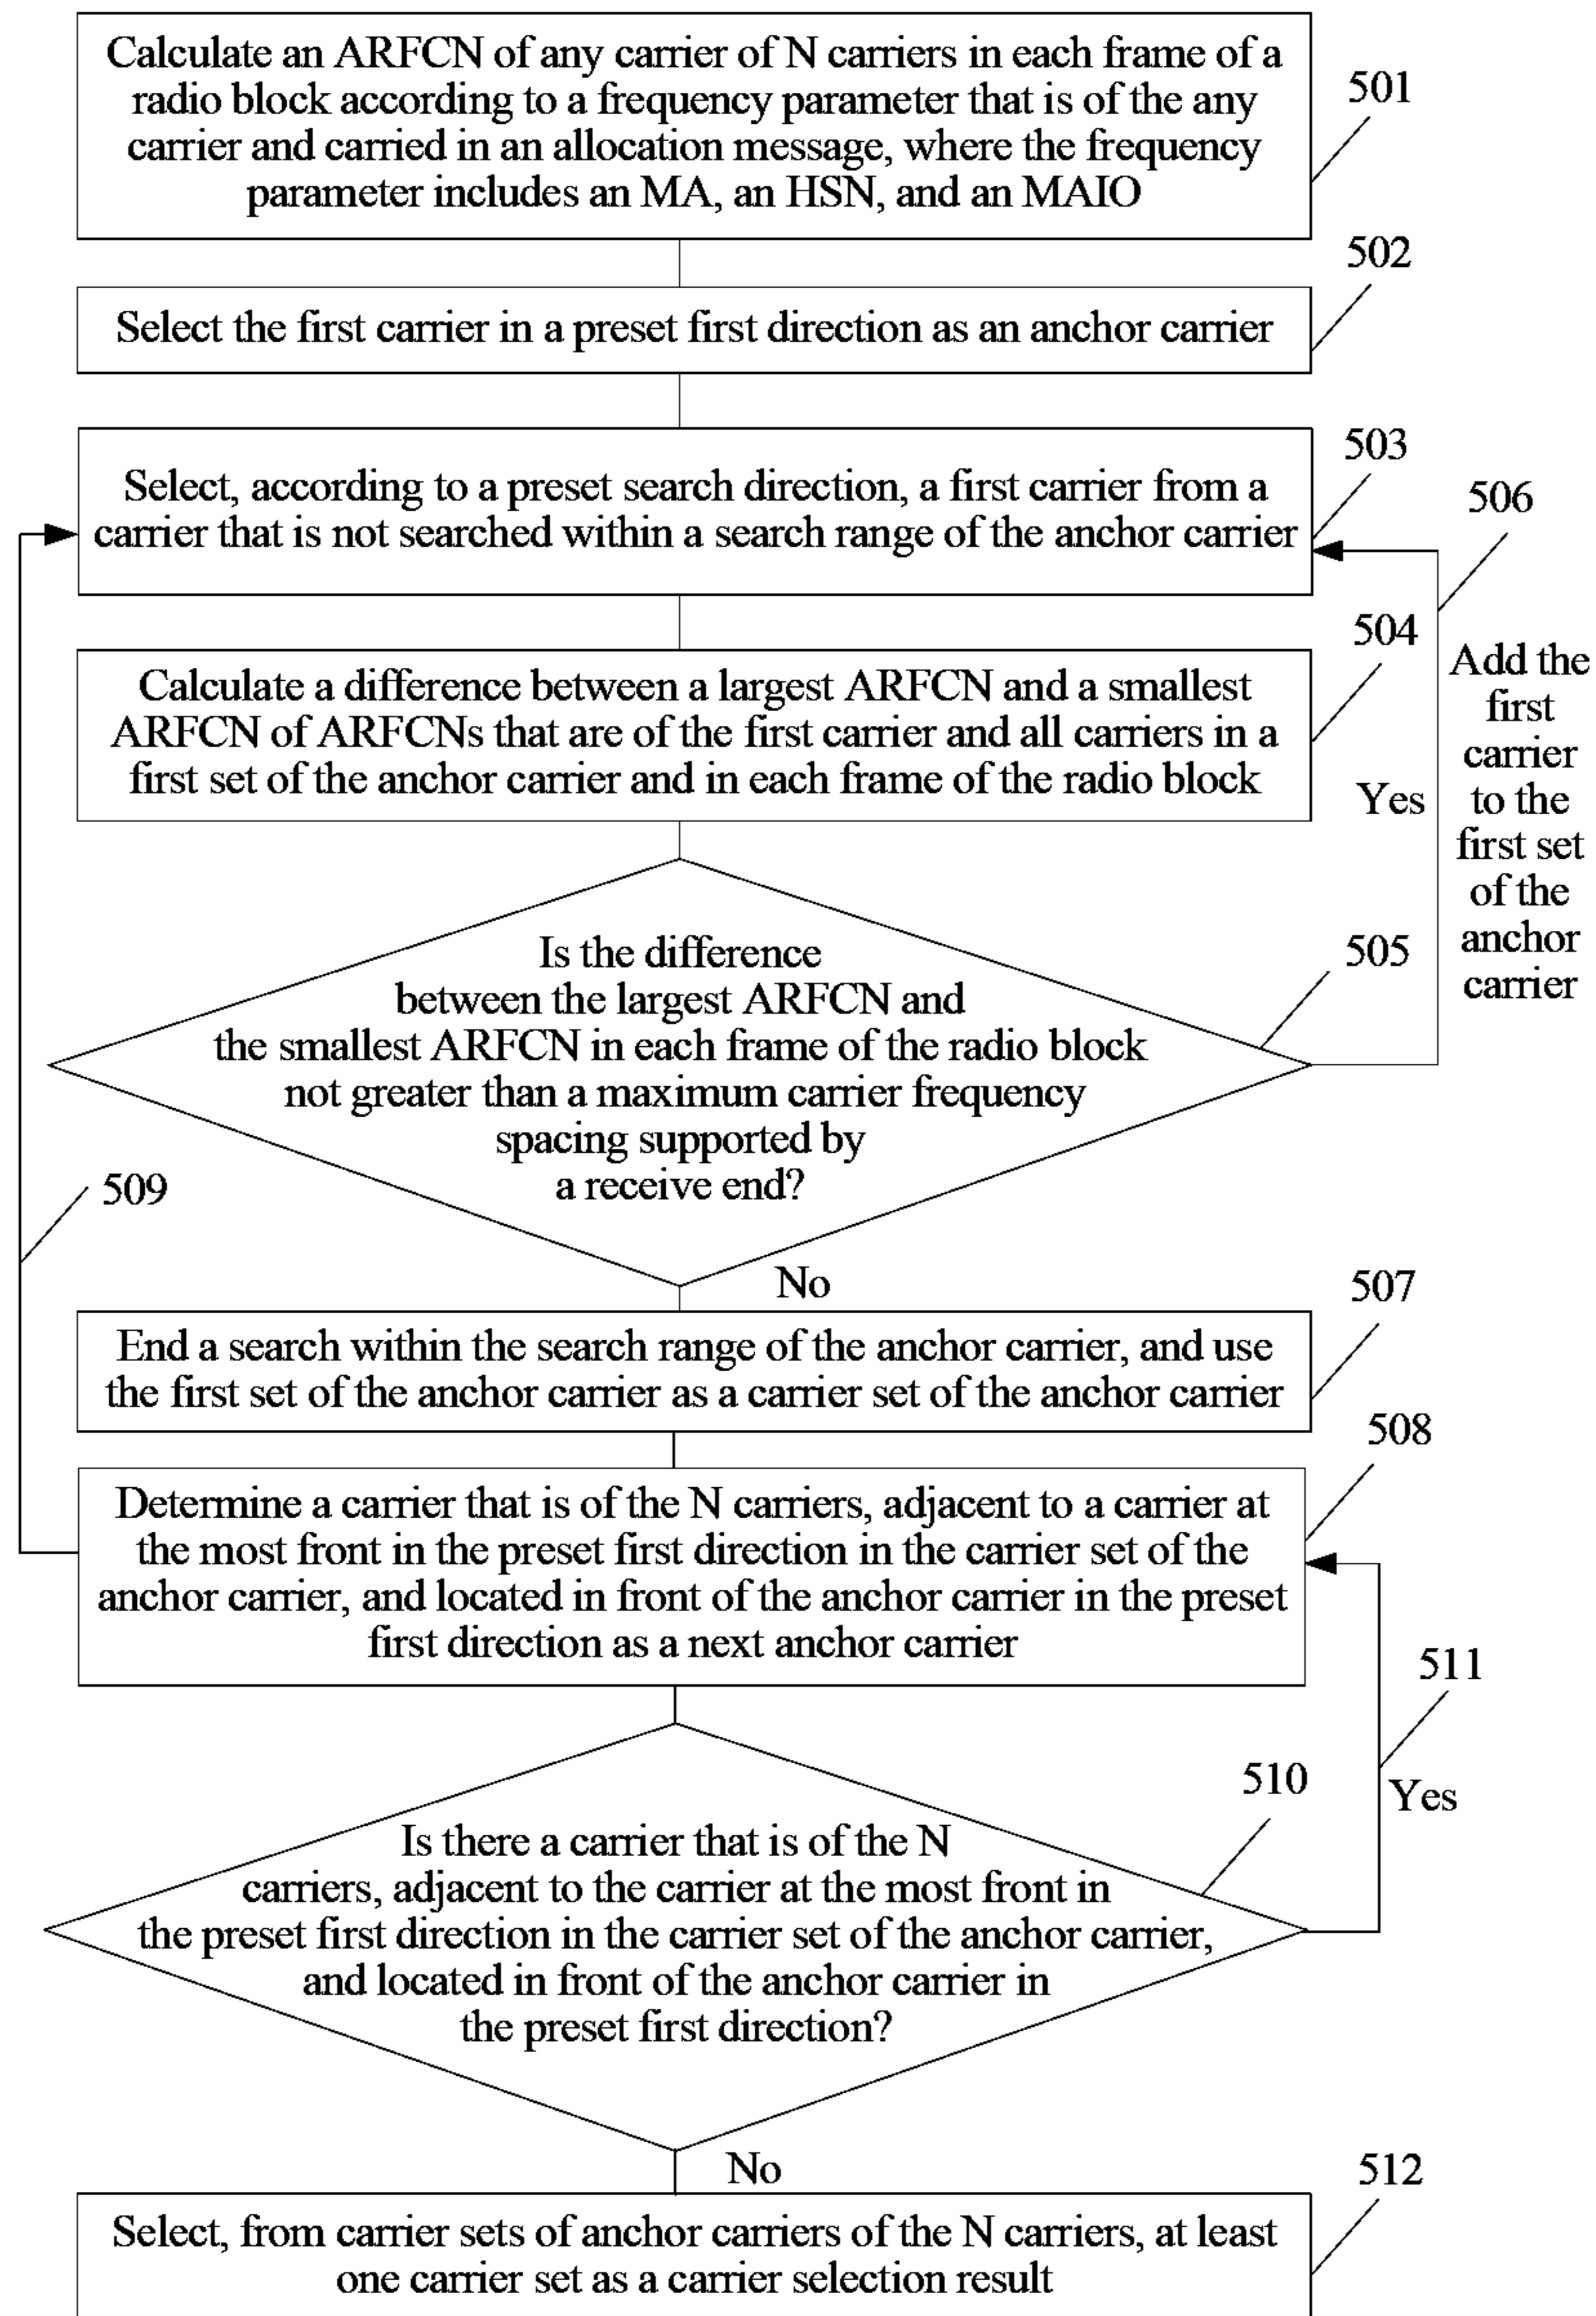 Calculate an ARFCN of any carrier of N carriers in each frame of a
radio block according to a frequency parameter that is of the any
carrier and carried in an allocation message, where the frequency
parameter includes an MA, an HSN, and an MAIO
501
502
Select the first carrier in a preset first direction as an anchor carrier
503
Select, according to a preset search direction, a first carrier from a
carrier that is not searched within a search range of the anchor carrier
506
504
Calculate a difference between a largest ARFCN and a smallest
ARFCN of ARFCNs that are of the first carrier and all carriers in a
first set of the anchor carrier and in each frame of the radio block
Yes
Add the
first
carrier
to the
first set
of the
anchor
carrier
505
Is the difference
between the largest ARFCN and
the smallest ARFCN in each frame of the radio block
not greater than a maximum carrier frequency
spacing supported by
a receive end?
509
No
507
End a search within the search range of the anchor carrier, and use
the first set of the anchor carrier as a carrier set of the anchor carrier
508
Determine a carrier that is of the N carriers, adjacent to a carrier at
the most front in the preset first direction in the carrier set of the
anchor carrier, and located in front of the anchor carrier in the preset
first direction as a next anchor carrier
511
510
Yes
Is there a carrier that is of the N
carriers, adjacent to the carrier at the most front in
the preset first direction in the carrier set of the anchor carrier,
and located in front of the anchor carrier in
the preset first direction?
No
512
Select, from carrier sets of anchor carriers of the N carriers, at least
one carrier set as a carrier selection result